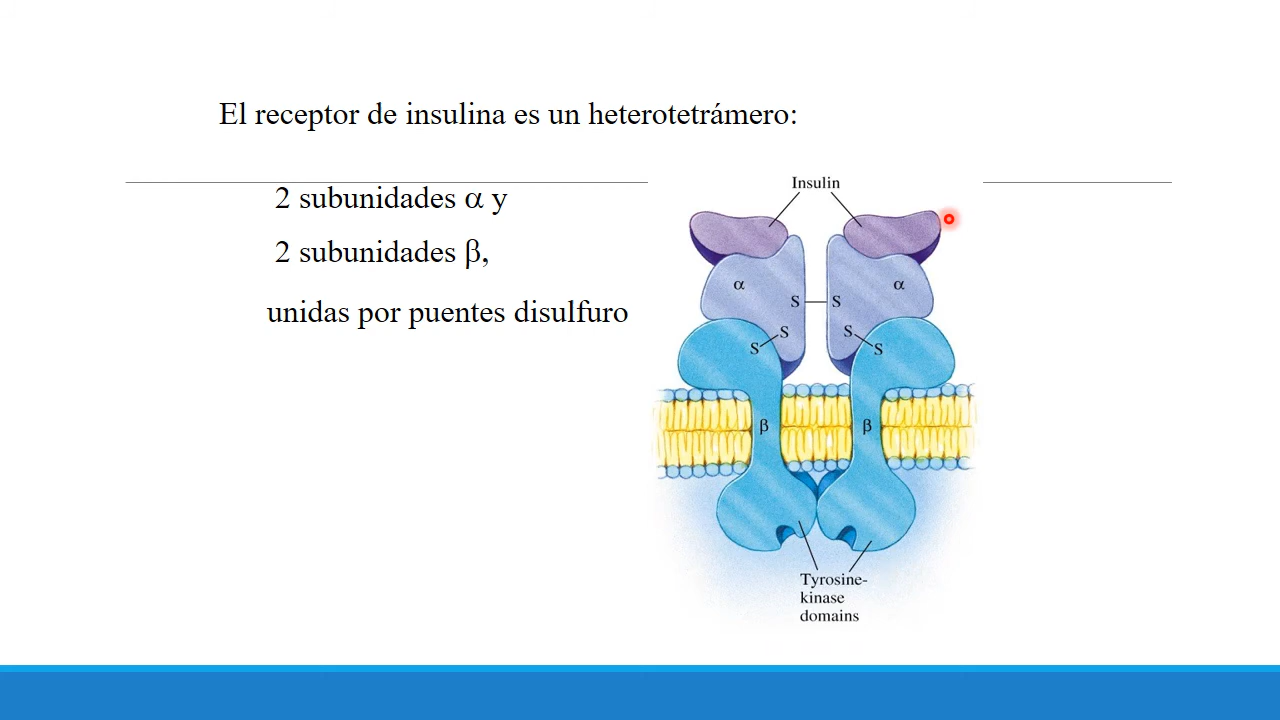 El receptor de insulina es un heterotetrámero:
2 subunidades α y
2 subunidades β,
unidas por puentes disulfuro
Insulin
α
α
S
S
S
S
S
S
β
β
Tyrosine-
kinase
domains